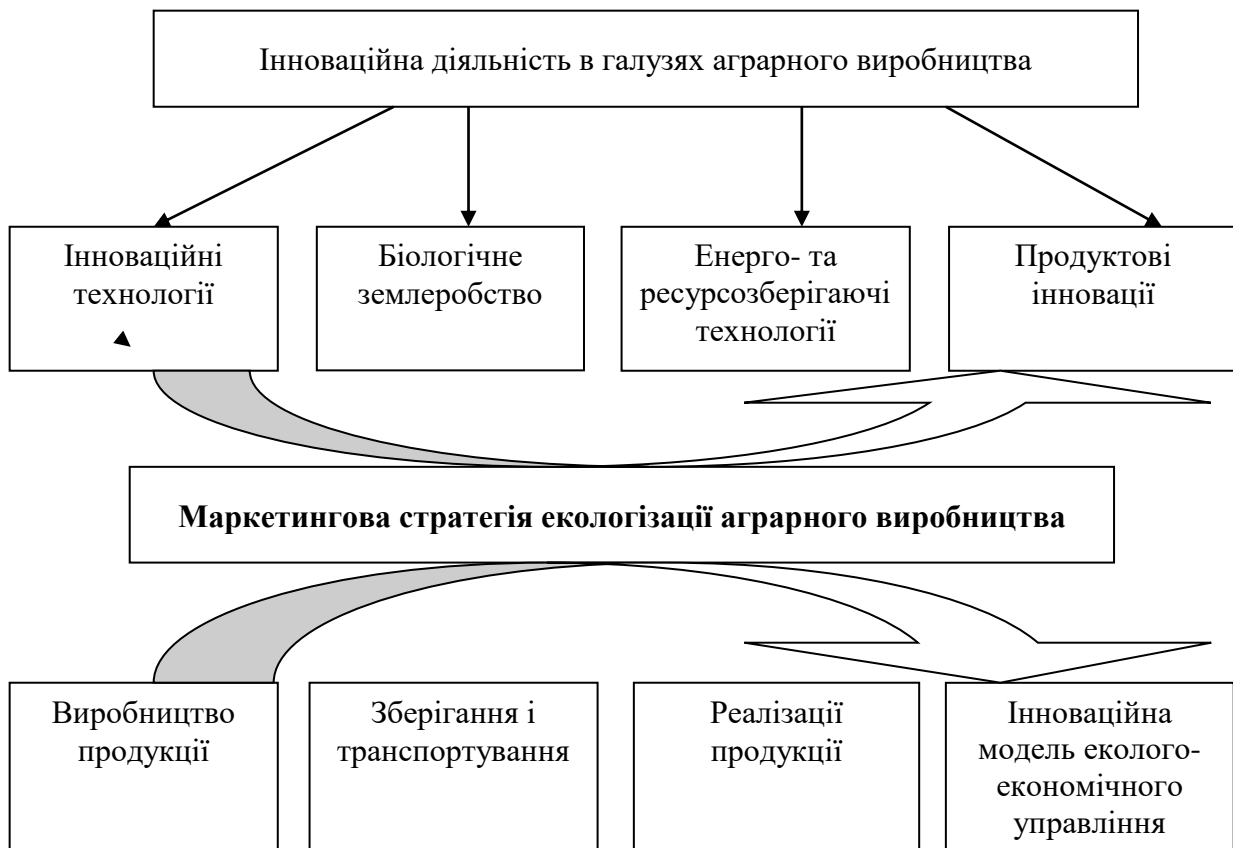 Інноваційна діяльність в галузях аграрного виробництва
Інноваційні
технології
Біологічне
землеробство
Енерго- та
ресурсозберігаючі
технології
Продуктові
інновації
Маркетингова стратегія екологізації аграрного виробництва
Виробництво
продукції
Зберігання і
транспортування
Реалізації
продукції
Інноваційна
модель еколого-
економічного
управління